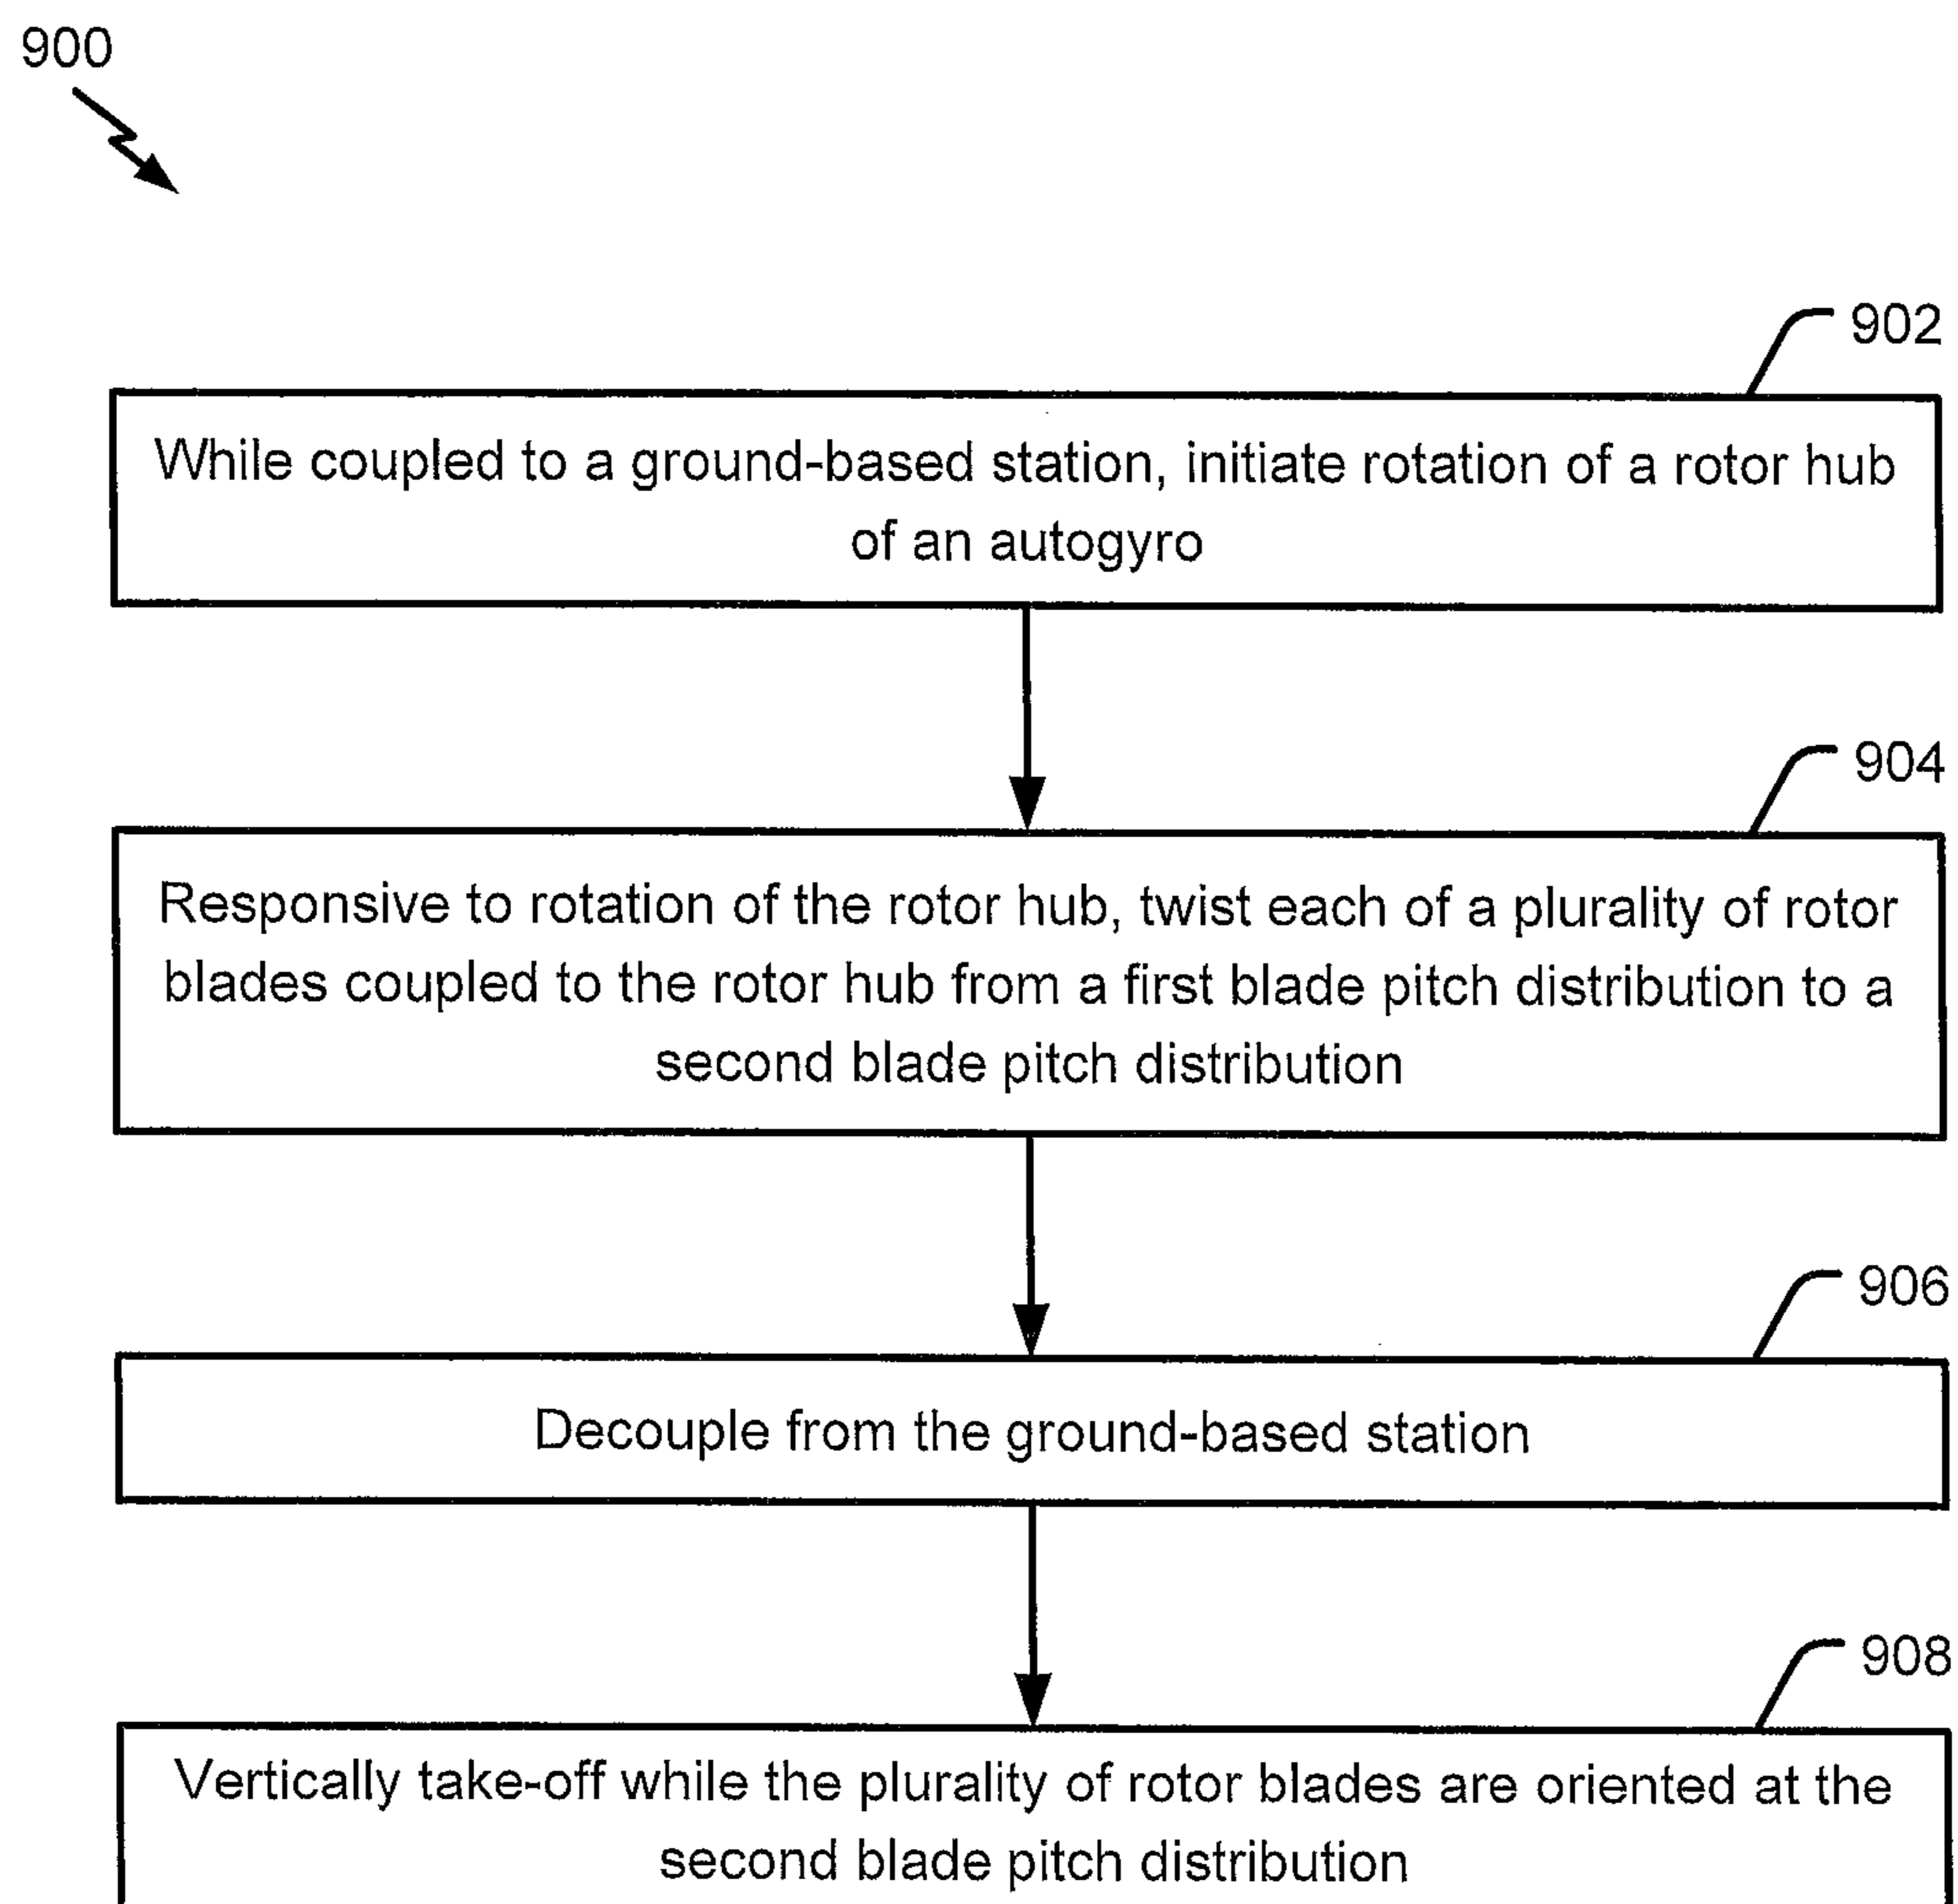 900
902
While coupled to a ground-based station, initiate rotation of a rotor hub
of an autogyro
904
Responsive to rotation of the rotor hub, twist each of a plurality of rotor
blades coupled to the rotor hub from a first blade pitch distribution to a
second blade pitch distribution
906
Decouple from the ground-based station
908
Vertically take-off while the plurality of rotor blades are oriented at the
second blade pitch distribution